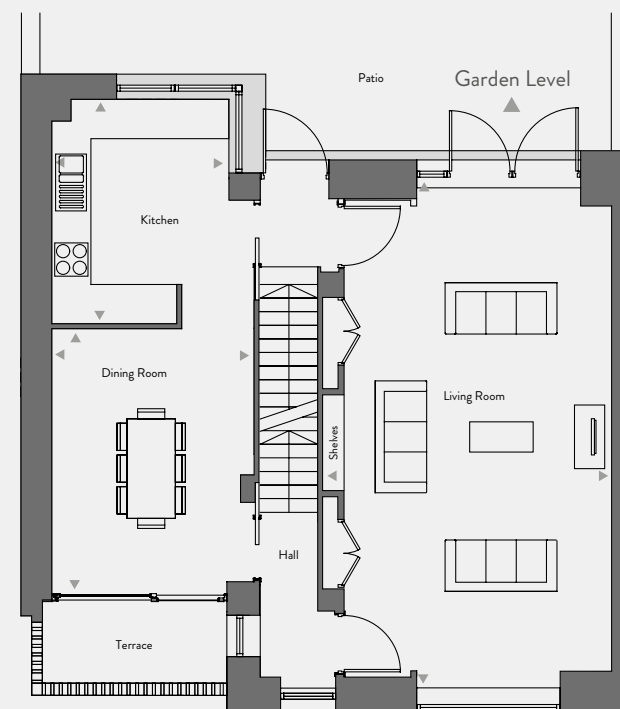 Patio
Garden Level
Kitchen
Dining Room
Living Room
Shelves
Hall
Terrace